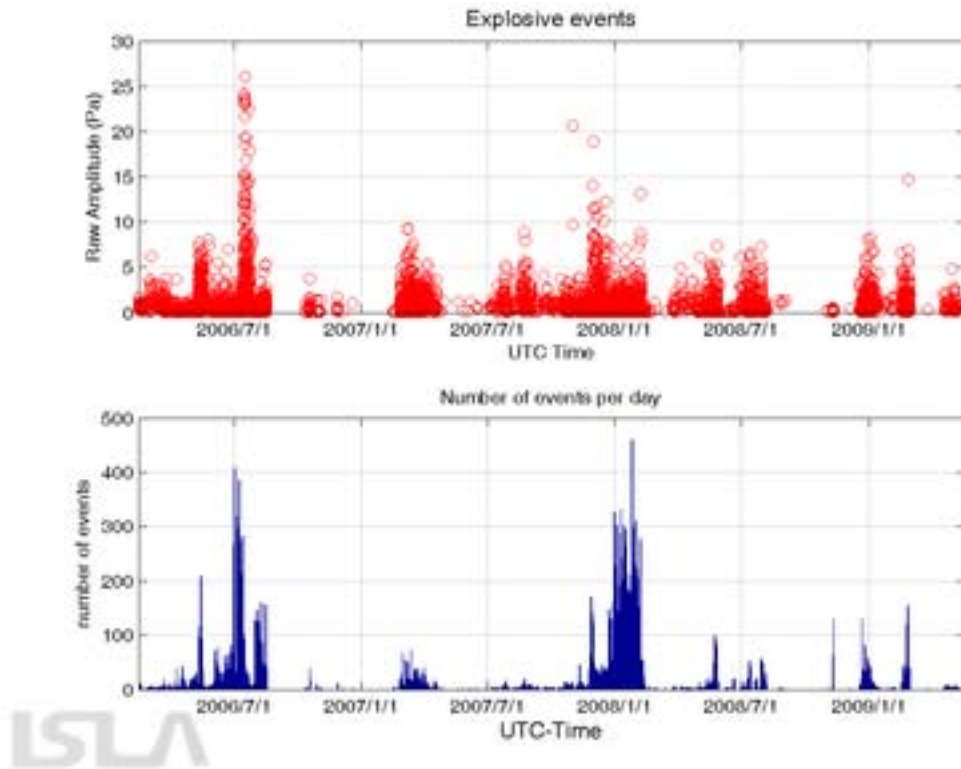 Explosive events
30
25
20
15
10
5
0
Raw Amplitude (Pa)
2006/7/1 2007/1/1 2007/7/1 2008/1/1 2008/7/1 2009/1/1
UTC Time
Number of events per day
500
400
300
200
100
0
number of events
2006/7/1 2007/1/1 2007/7/1 2008/1/1 2008/7/1 2009/1/1
UTC-Time
ISLA